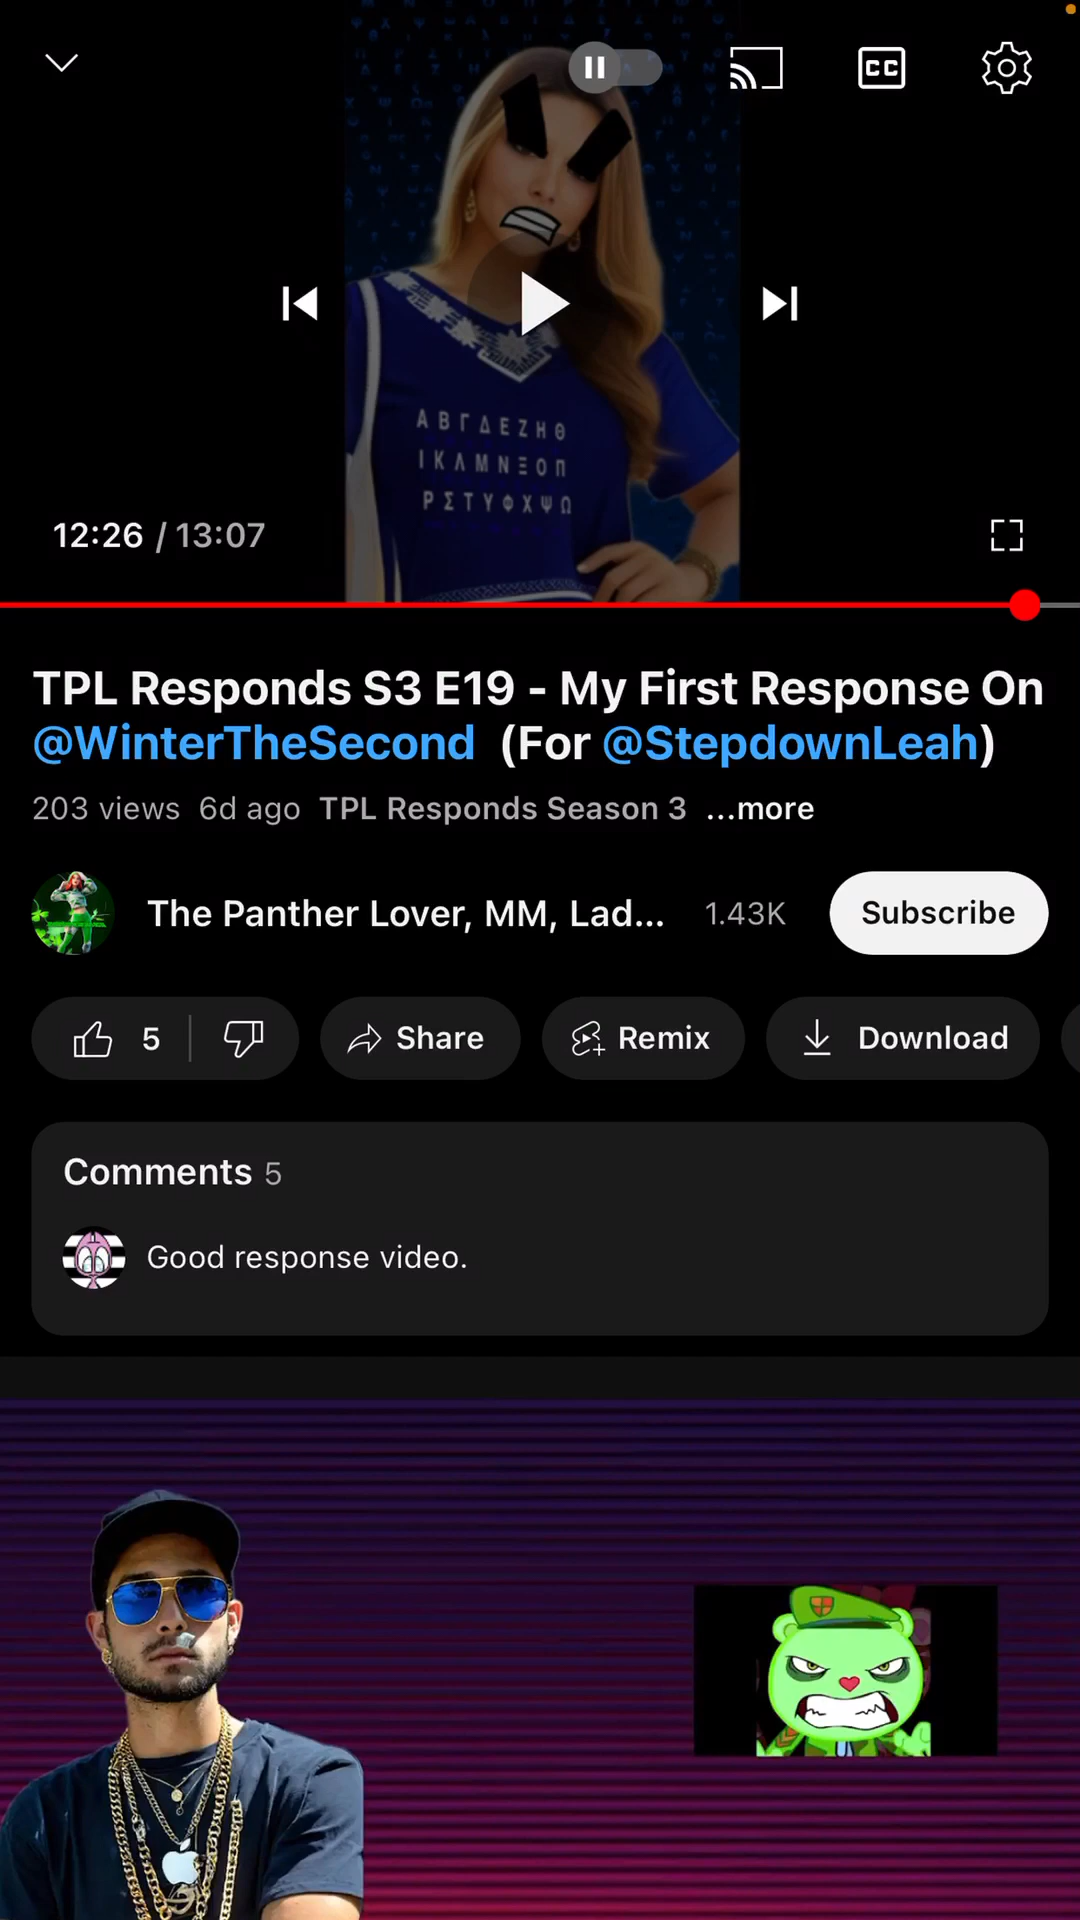 ΑΒΓΔΕΖΗΘ
ΙΚΛΜΝΞΟΠ
ΡΣΤΥΦΧΨΩ
CC
12:26 / 13:07
TPL Responds S3 E19 - My First Response On
@WinterTheSecond (For @StepdownLeah)
203 views 6d ago TPL Responds Season 3 ...more
The Panther Lover, MM, Lad... 1.43K Subscribe
5 Share Remix Download
Comments 5
Good response video.